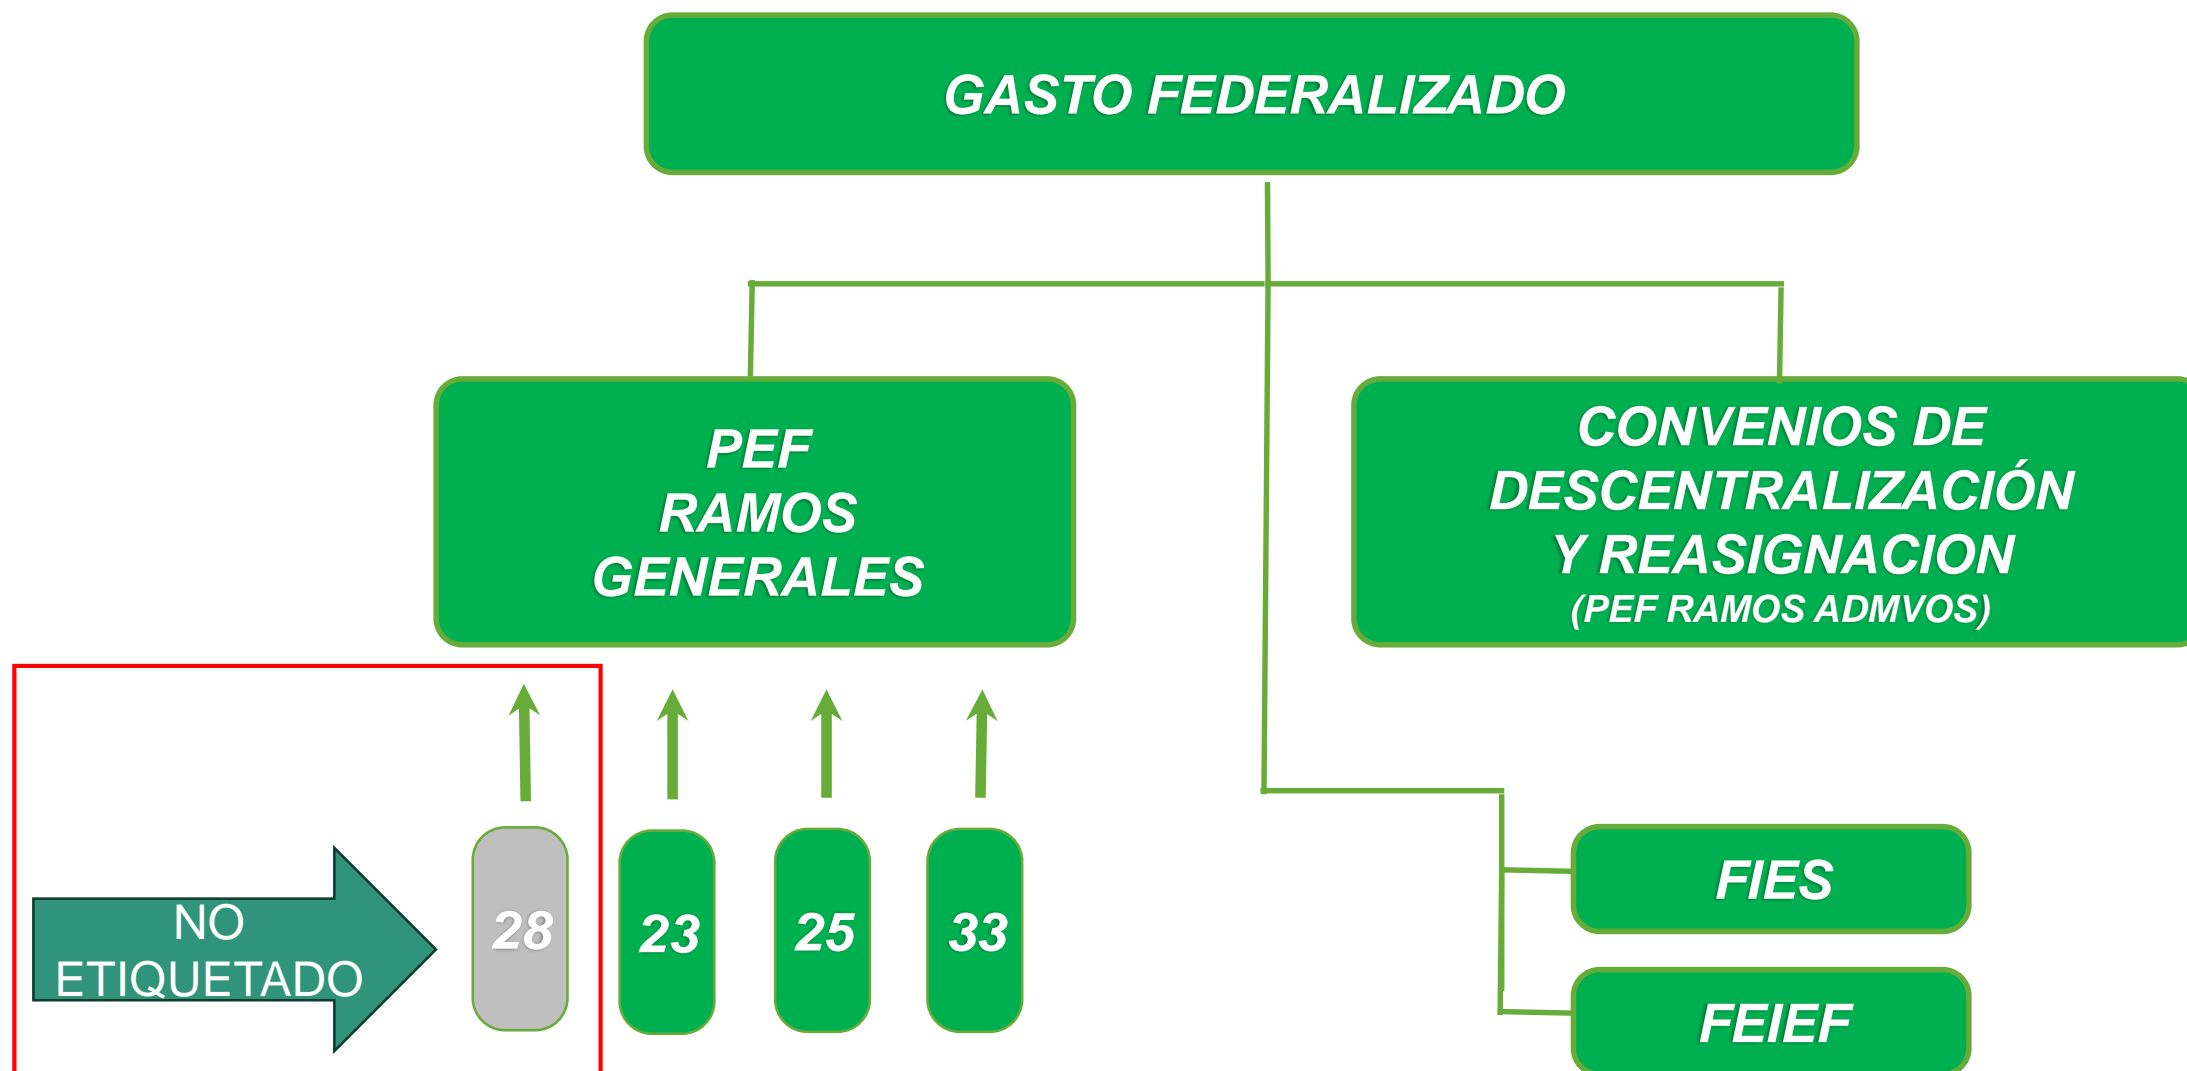 GASTO FEDERALIZADO
PEF
RAMOS
GENERALES
CONVENIOS DE
DESCENTRALIZACIÓN
Y REASIGNACION
(PEF RAMOS ADMVOS)
NO
ETIQUETADO
28
23
25
33
FIES
FEIEF